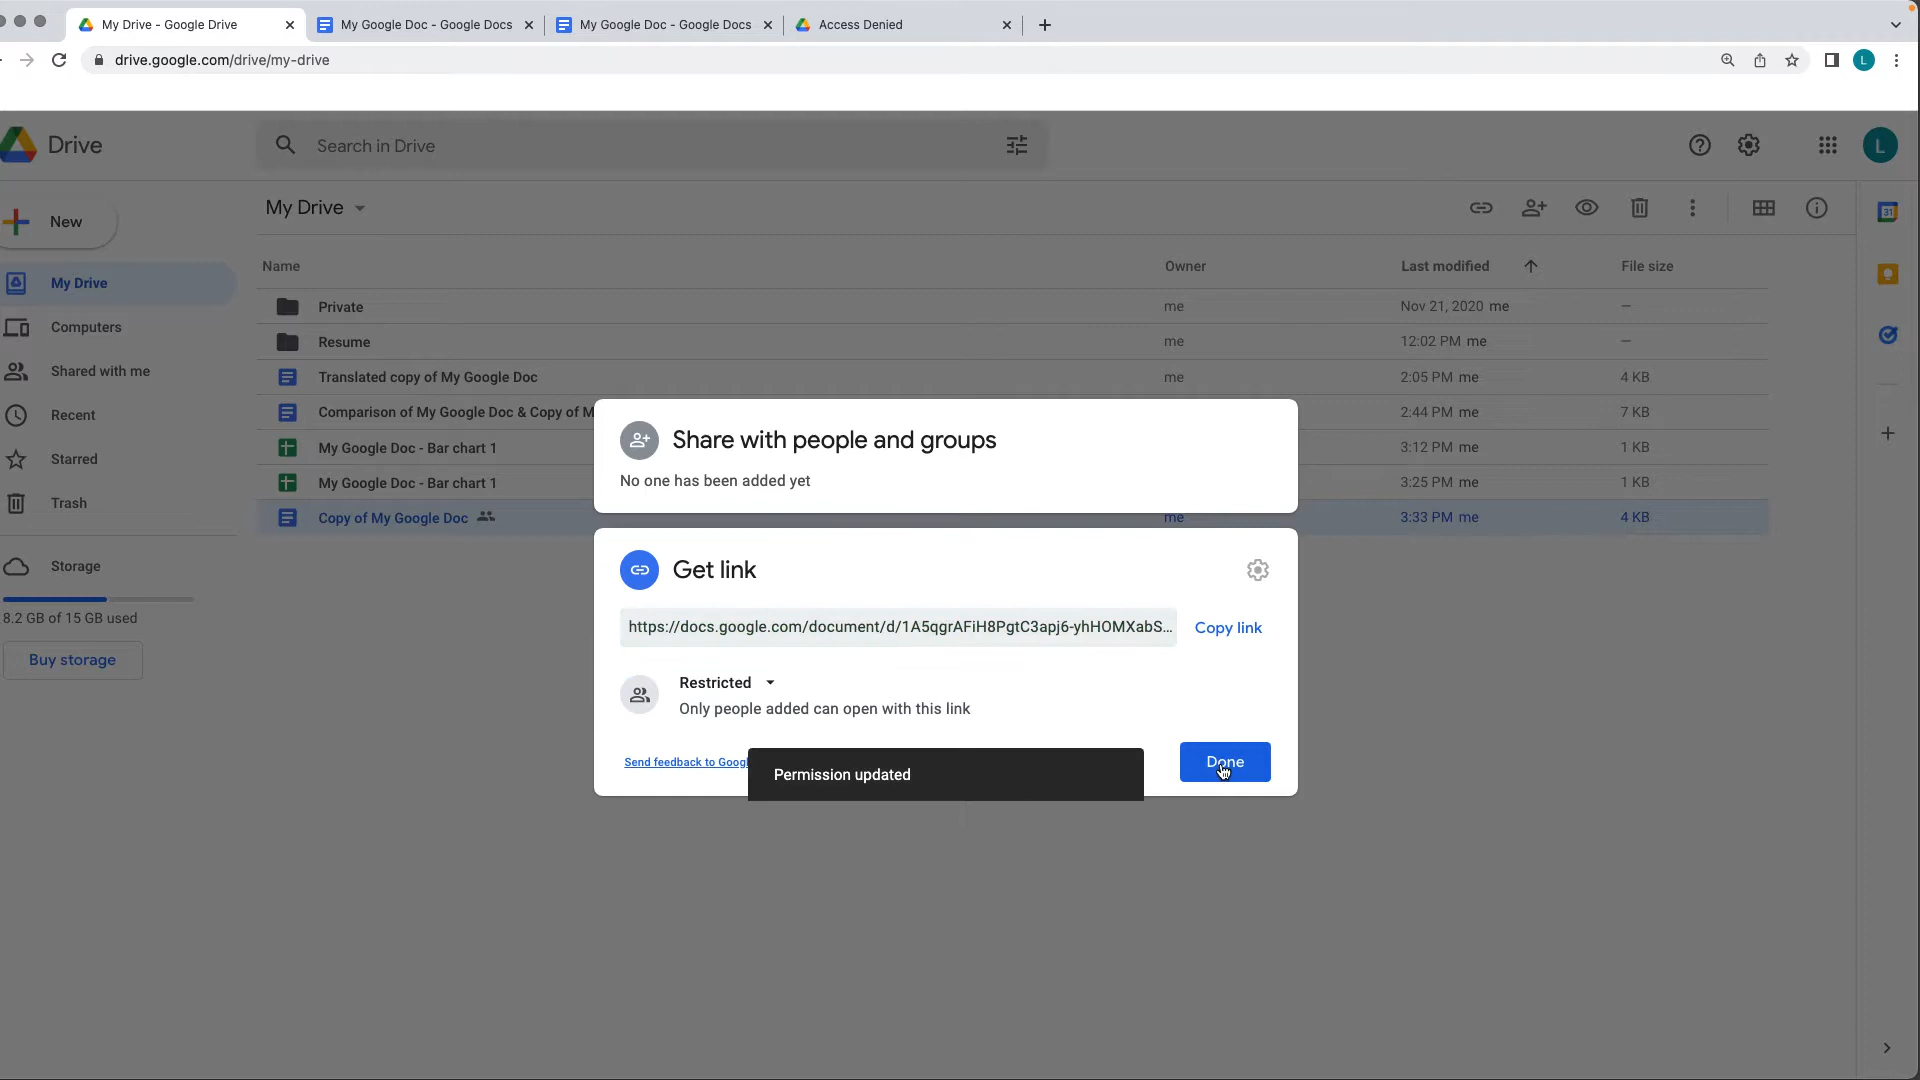 My Drive - Google Drive
My Google Doc - Google Docs
My Google Doc - Google Docs
Access Denied
drive.google.com/drive/my-drive
L
Drive
Search in Drive
L
New
My Drive
31
Name
Owner
Last modified
File size
My Drive
Computers
Shared with me
Recent
Starred
Trash
Storage
8.2 GB of 15 GB used
Buy storage
Private me Nov 21, 2020 me –
Resume me 12:02 PM me –
Translated copy of My Google Doc me 2:05 PM me 4 KB
Comparison of My Google Doc & Copy of M 2:44 PM me 7 KB
My Google Doc - Bar chart 1 3:12 PM me 1 KB
My Google Doc - Bar chart 1 3:25 PM me 1 KB
Copy of My Google Doc me 3:33 PM me 4 KB
Share with people and groups
No one has been added yet
Get link
https://docs.google.com/document/d/1A5qgrAFiH8PgtC3apj6-yhHOMXabS...
Copy link
Restricted
Only people added can open with this link
Send feedback to Googl
Permission updated
Done